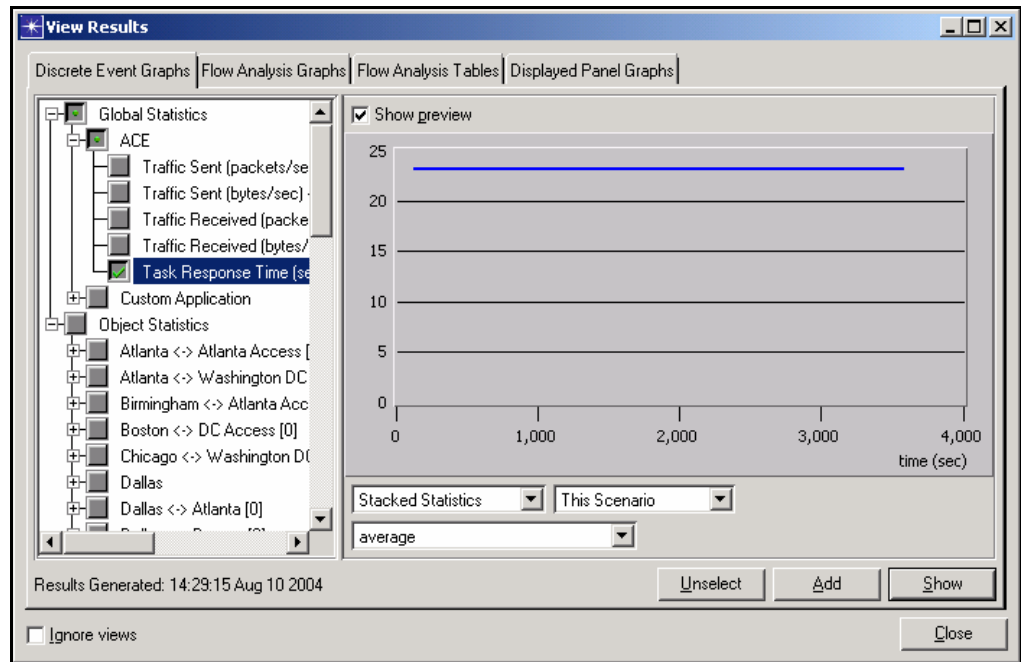 View Results
Discrete Event Graphs
Flow Analysis Graphs
Flow Analysis Tables
Displayed Panel Graphs
Global Statistics
ACE
Traffic Sent (packets/se
Traffic Sent (bytes/sec) -
Traffic Received (packe
Traffic Received (bytes/
Task Response Time (se
Custom Application
Object Statistics
Atlanta <-> Atlanta Access [
Atlanta <-> Washington DC
Birmingham <-> Atlanta Acc
Boston <-> DC Access [0]
Chicago <-> Washington D
Dallas
Dallas <-> Atlanta [0]
Show preview
25
20
15
10
5
0
0 1,000 2,000 3,000 4,000
time (sec)
Stacked Statistics
This Scenario
average
Results Generated: 14:29:15 Aug 10 2004
Unselect Add Show
Ignore views
Close